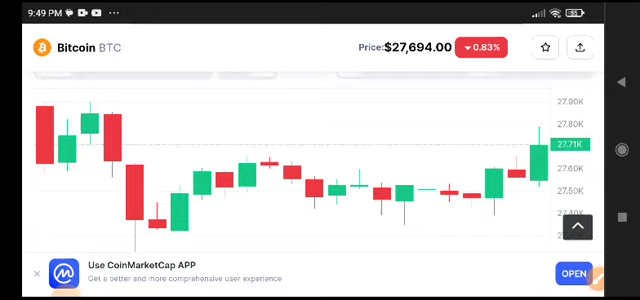 9:49 PM
Bitcoin BTC
Price:$27,694.00 0.83%
27.90K
27.80K
27.71K
27.60K
27.50K
Use CoinMarketCap APP
Get a better and more comprehensive user experience
OPEN